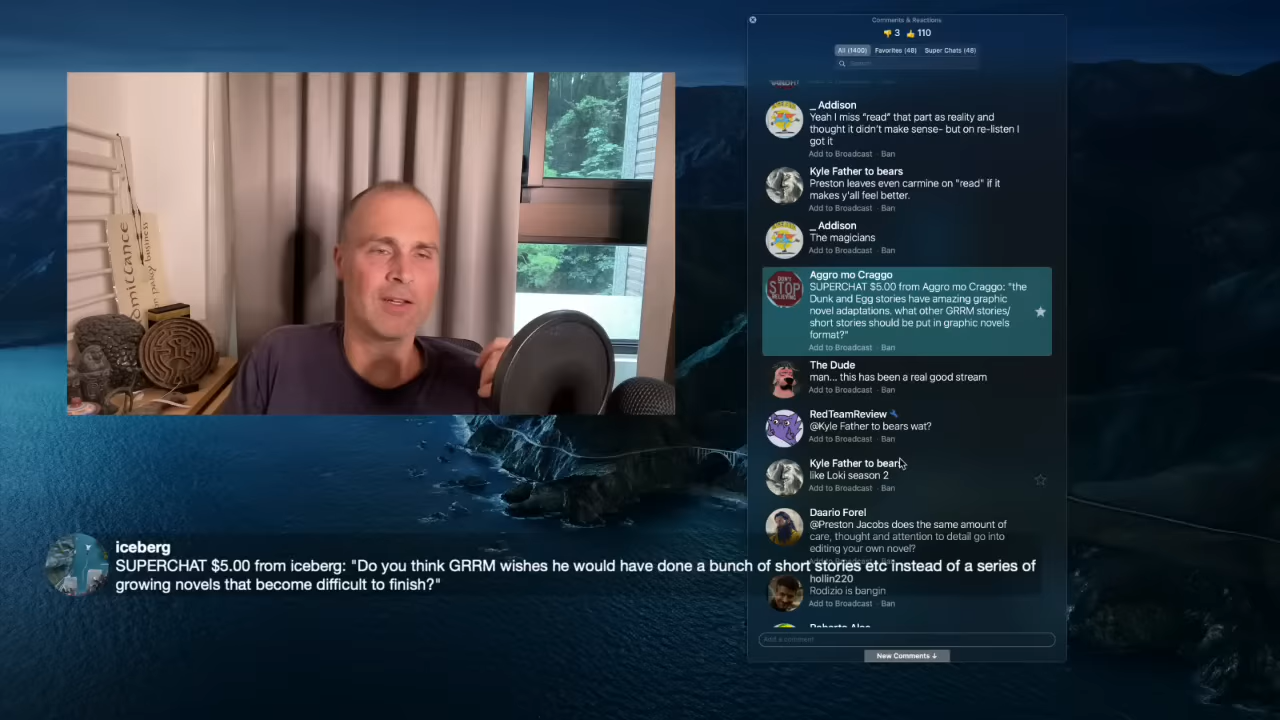 Comments & Reactions
👎 3 👍 110
All (1400) Favorites (48) Super Chats (49)
Search
_ Addison
Yeah I miss "read" that part as reality and
thought it didn't make sense- but on re-listen I
got it
Add to Broadcast · Ban
Kyle Father to bears
Preston leaves even carmine on "read" if it
makes y'all feel better.
Add to Broadcast · Ban
_ Addison
The magicians
Add to Broadcast · Ban
Aggro mo Craggo
SUPERCHAT $5.00 from Aggro mo Craggo: "the
Dunk and Egg stories have amazing graphic
novel adaptations. what other GRRM stories/
short stories should be put in graphic novels
format?"
Add to Broadcast · Ban
The Dude
man... this has been a real good stream
Add to Broadcast · Ban
RedTeamReview
@Kyle Father to bears wat?
Add to Broadcast · Ban
Kyle Father to bears
like Loki season 2
Add to Broadcast · Ban
Daario Forel
@Preston Jacobs does the same amount of
care, thought and attention to detail go into
editing your own novel?
hollin220
Rodizio is bangin
Add to Broadcast · Ban
Roberto
Add a comment
New Comments ↓
DON'T
STOP
BELIEVING
omittance
iceberg
SUPERCHAT $5.00 from iceberg: "Do you think GRRM wishes he would have done a bunch of short stories etc instead of a series of
growing novels that become difficult to finish?"